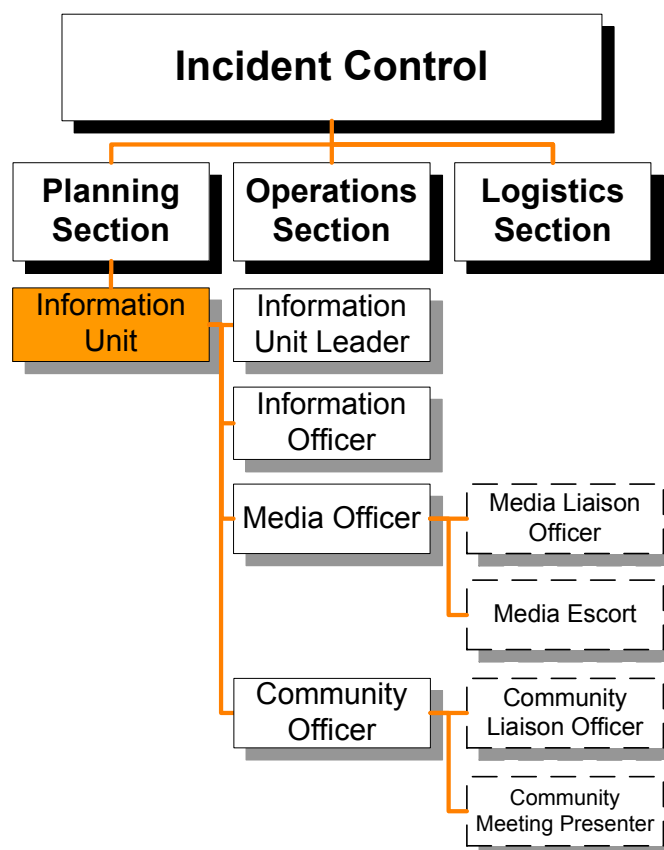 Incident Control
Planning
Section
Operations
Section
Logistics
Section
Information
Unit
Information
Unit Leader
Information
Officer
Media Officer
Media Liaison
Officer
Media Escort
Community
Officer
Community
Liaison Officer
Community
Meeting Presenter